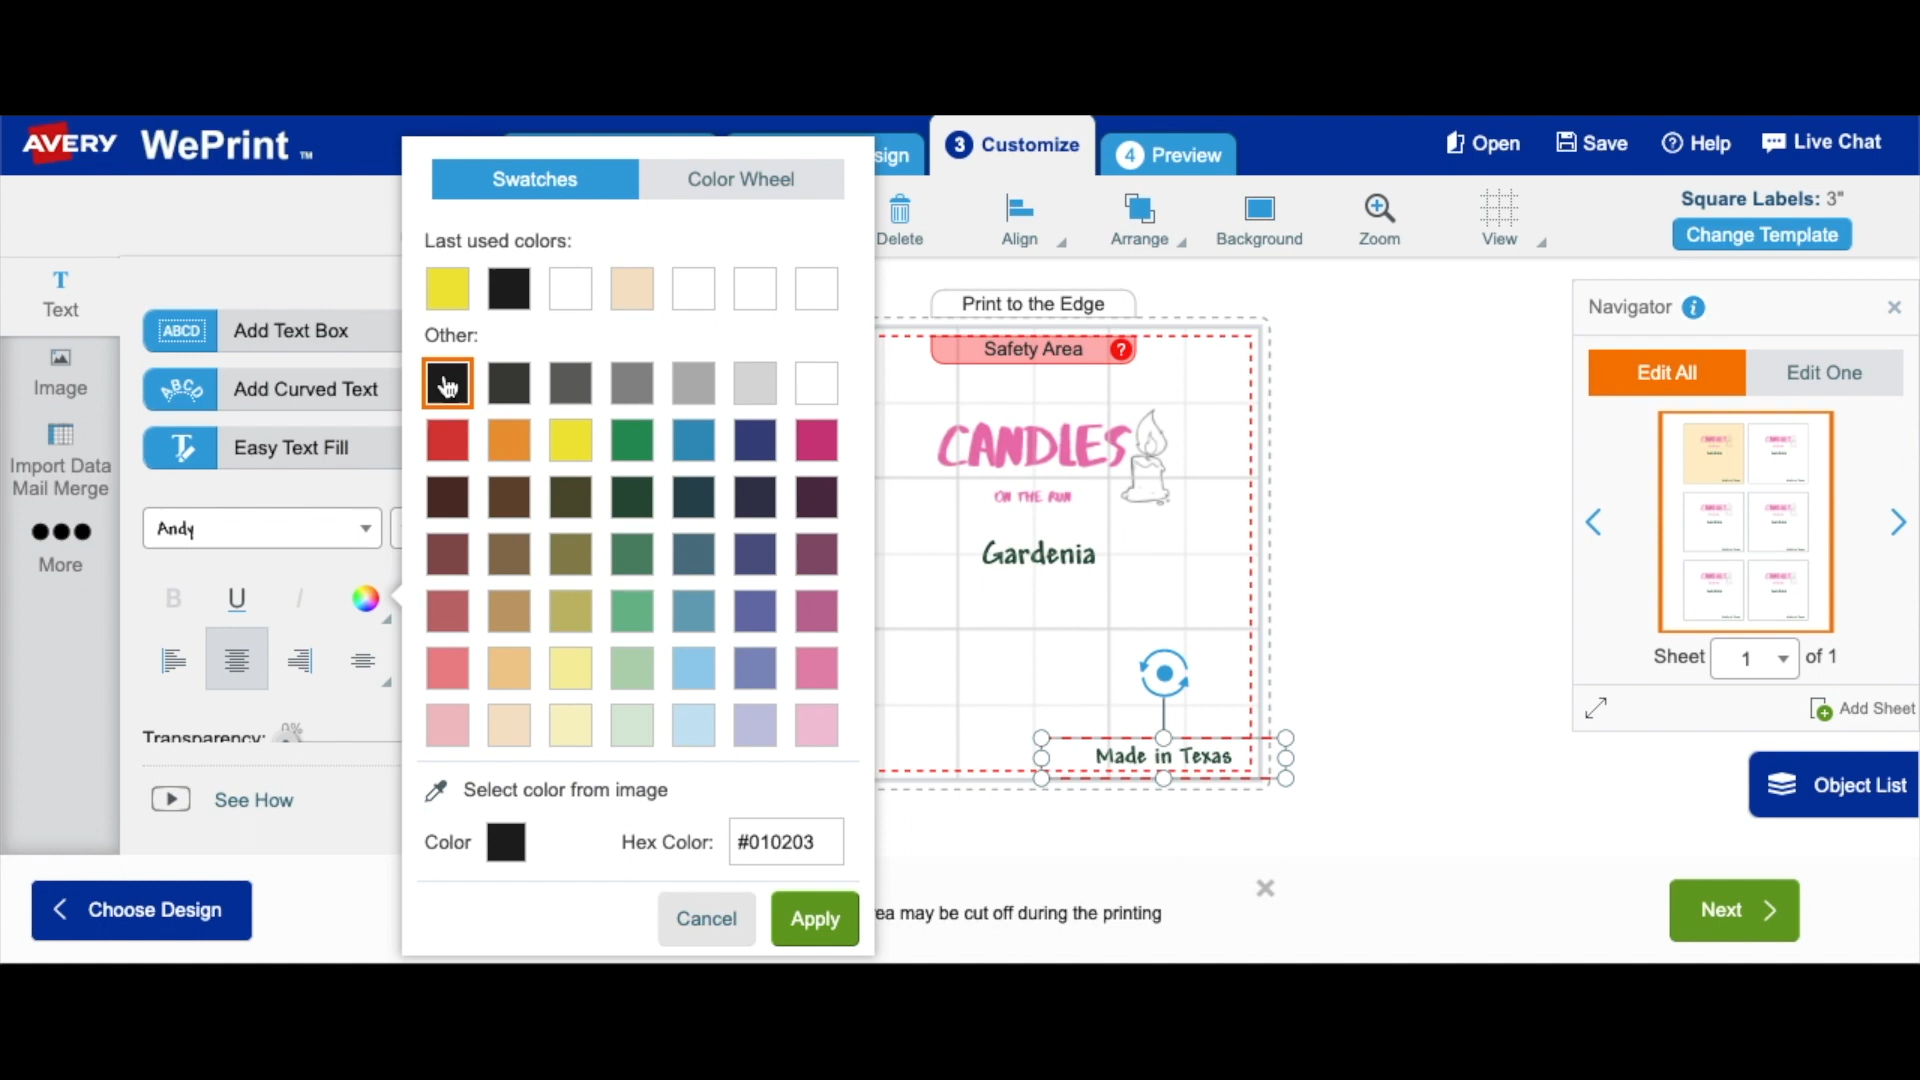 AVERY WePrint ™
sign
3 Customize
4 Preview
Open
Save
? Help
Live Chat
Swatches
Color Wheel
Delete
Align
Arrange
Background
Zoom
View
Square Labels: 3"
Change Template
Last used colors:
Other:
T
Text
Image
Import Data
Mail Merge
More
ABCD Add Text Box
ABCD Add Curved Text
T Easy Text Fill
Andy
B U I
Transparency: 0%
See How
Select color from image
Color
Hex Color: #010203
Cancel
Apply
Print to the Edge
Safety Area ?
CANDLES
ON THE RUN
Gardenia
Made in Texas
Navigator i
Edit All
Edit One
Sheet 1 of 1
Add Sheet
Object List
Choose Design
ea may be cut off during the printing
Next